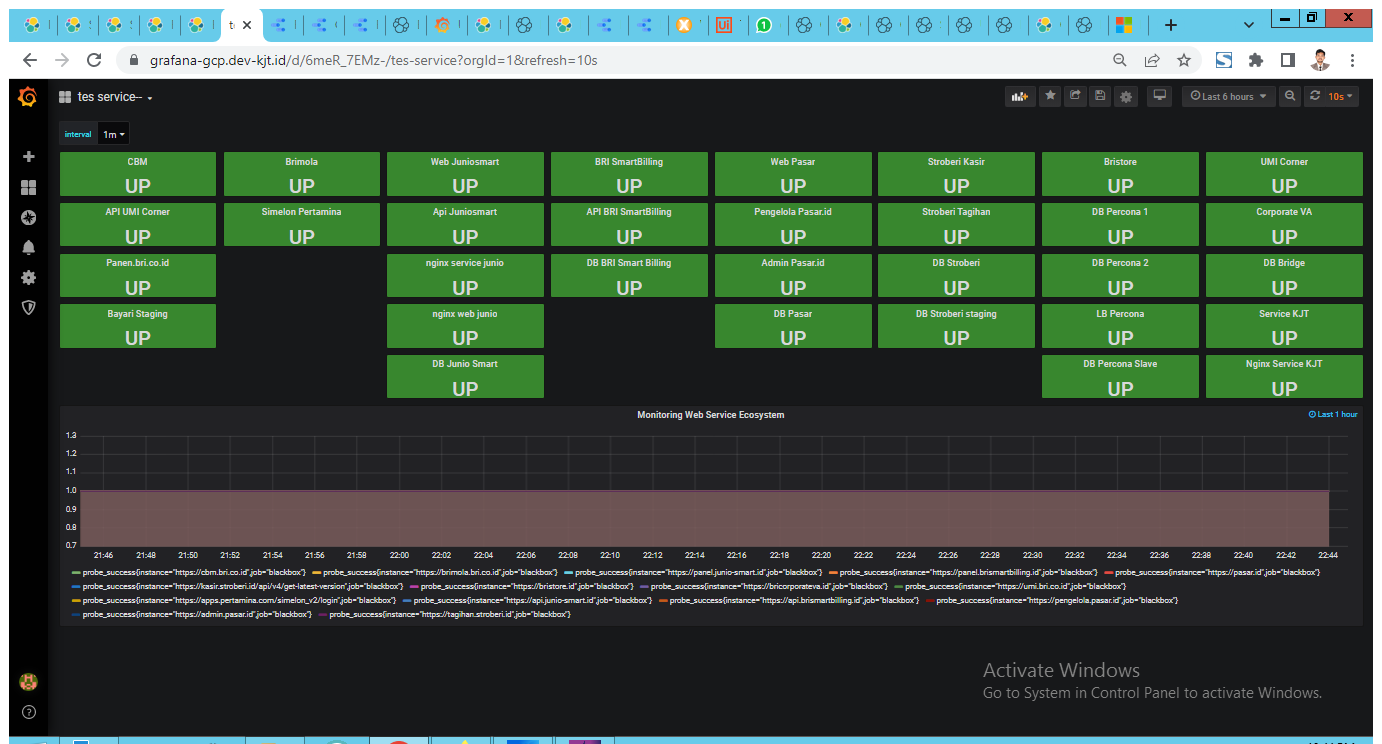 te
grafana-gcp.dev-kjt.id/d/6meR_7EMz-/tes-service?orgId=1&refresh=10s
tes service--
Last 6 hours
10s
interval 1m
CBM Brimola Web Juniosmart BRI SmartBilling Web Pasar Stroberi Kasir Bristore UMI Corner
UP UP UP UP UP UP UP UP
API UMI Corner Simelon Pertamina Api Juniosmart API BRI SmartBilling Pengelola Pasar.id Stroberi Tagihan DB Percona 1 Corporate VA
UP UP UP UP UP UP UP UP
Panen.bri.co.id nginx service junio DB BRI Smart Billing Admin Pasar.id DB Stroberi DB Percona 2 DB Bridge
UP UP UP UP UP UP UP
Bayari Staging nginx web junio DB Pasar DB Stroberi staging LB Percona Service KJT
UP UP UP UP UP UP
DB Junio Smart DB Percona Slave Nginx Service KJT
UP UP UP
Monitoring Web Service Ecosystem
Last 1 hour
1.3
1.2
1.1
1.0
0.9
0.8
0.7
21:46 21:48 21:50 21:52 21:54 21:56 21:58 22:00 22:02 22:04 22:06 22:08 22:10 22:12 22:14 22:16 22:18 22:20 22:22 22:24 22:26 22:28 22:30 22:32 22:34 22:36 22:38 22:40 22:42 22:44
probe_success{instance="https://cbm.bri.co.id",job="blackbox"} probe_success{instance="https://brimola.bri.co.id",job="blackbox"} probe_success{instance="https://panel.junio-smart.id",job="blackbox"} probe_success{instance="https://panel.brismartbilling.id",job="blackbox"} probe_success{instance="https://pasar.id",job="blackbox"}
probe_success{instance="https://kasir.stroberi.id/api/v4/get-latest-version",job="blackbox"} probe_success{instance="https://bristore.id",job="blackbox"} probe_success{instance="https://bricorporateva.id",job="blackbox"} probe_success{instance="https://umi.bri.co.id",job="blackbox"}
probe_success{instance="https://apps.pertamina.com/simelon_v2/login",job="blackbox"} probe_success{instance="https://api.junio-smart.id",job="blackbox"} probe_success{instance="https://api.brismartbilling.id",job="blackbox"} probe_success{instance="https://pengelola.pasar.id",job="blackbox"}
probe_success{instance="https://admin.pasar.id",job="blackbox"} probe_success{instance="https://tagihan.stroberi.id",job="blackbox"}
Activate Windows
Go to System in Control Panel to activate Windows.